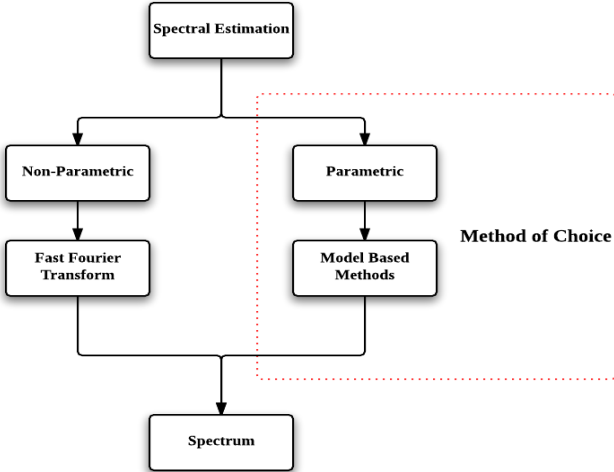 Spectral Estimation
Non-Parametric
Parametric
Method of Choice
Fast Fourier
Transform
Model Based
Methods
Spectrum